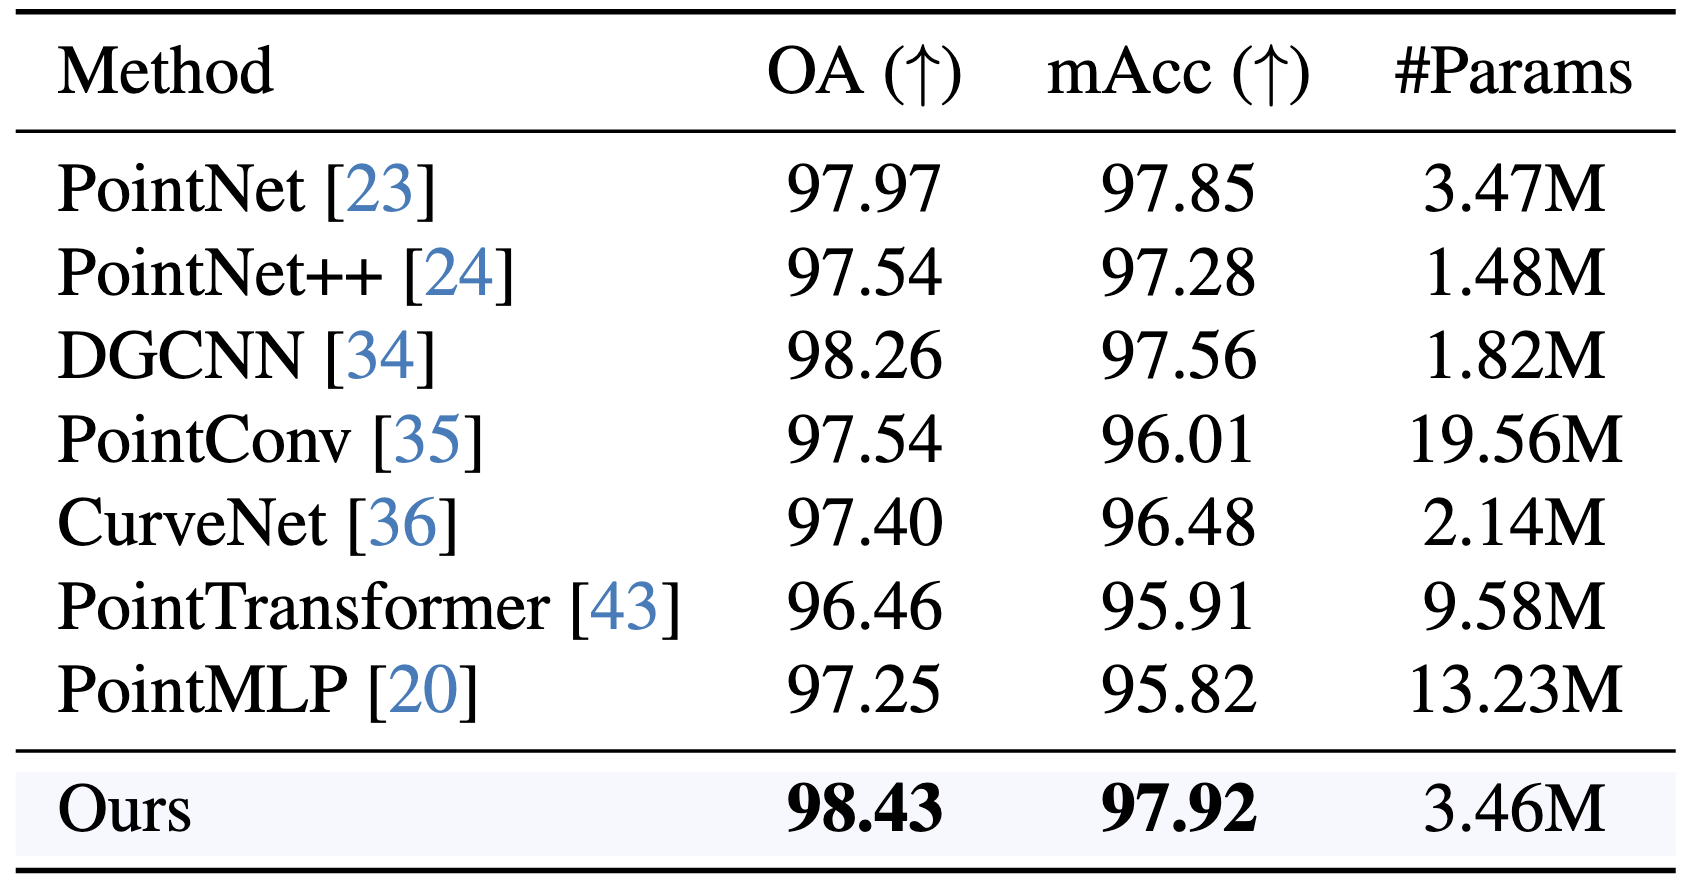 Method OA (↑) mAcc (↑) #Params
PointNet [23] 97.97 97.85 3.47M
PointNet++ [24] 97.54 97.28 1.48M
DGCNN [34] 98.26 97.56 1.82M
PointConv [35] 97.54 96.01 19.56M
CurveNet [36] 97.40 96.48 2.14M
PointTransformer [43] 96.46 95.91 9.58M
PointMLP [20] 97.25 95.82 13.23M
Ours 98.43 97.92 3.46M